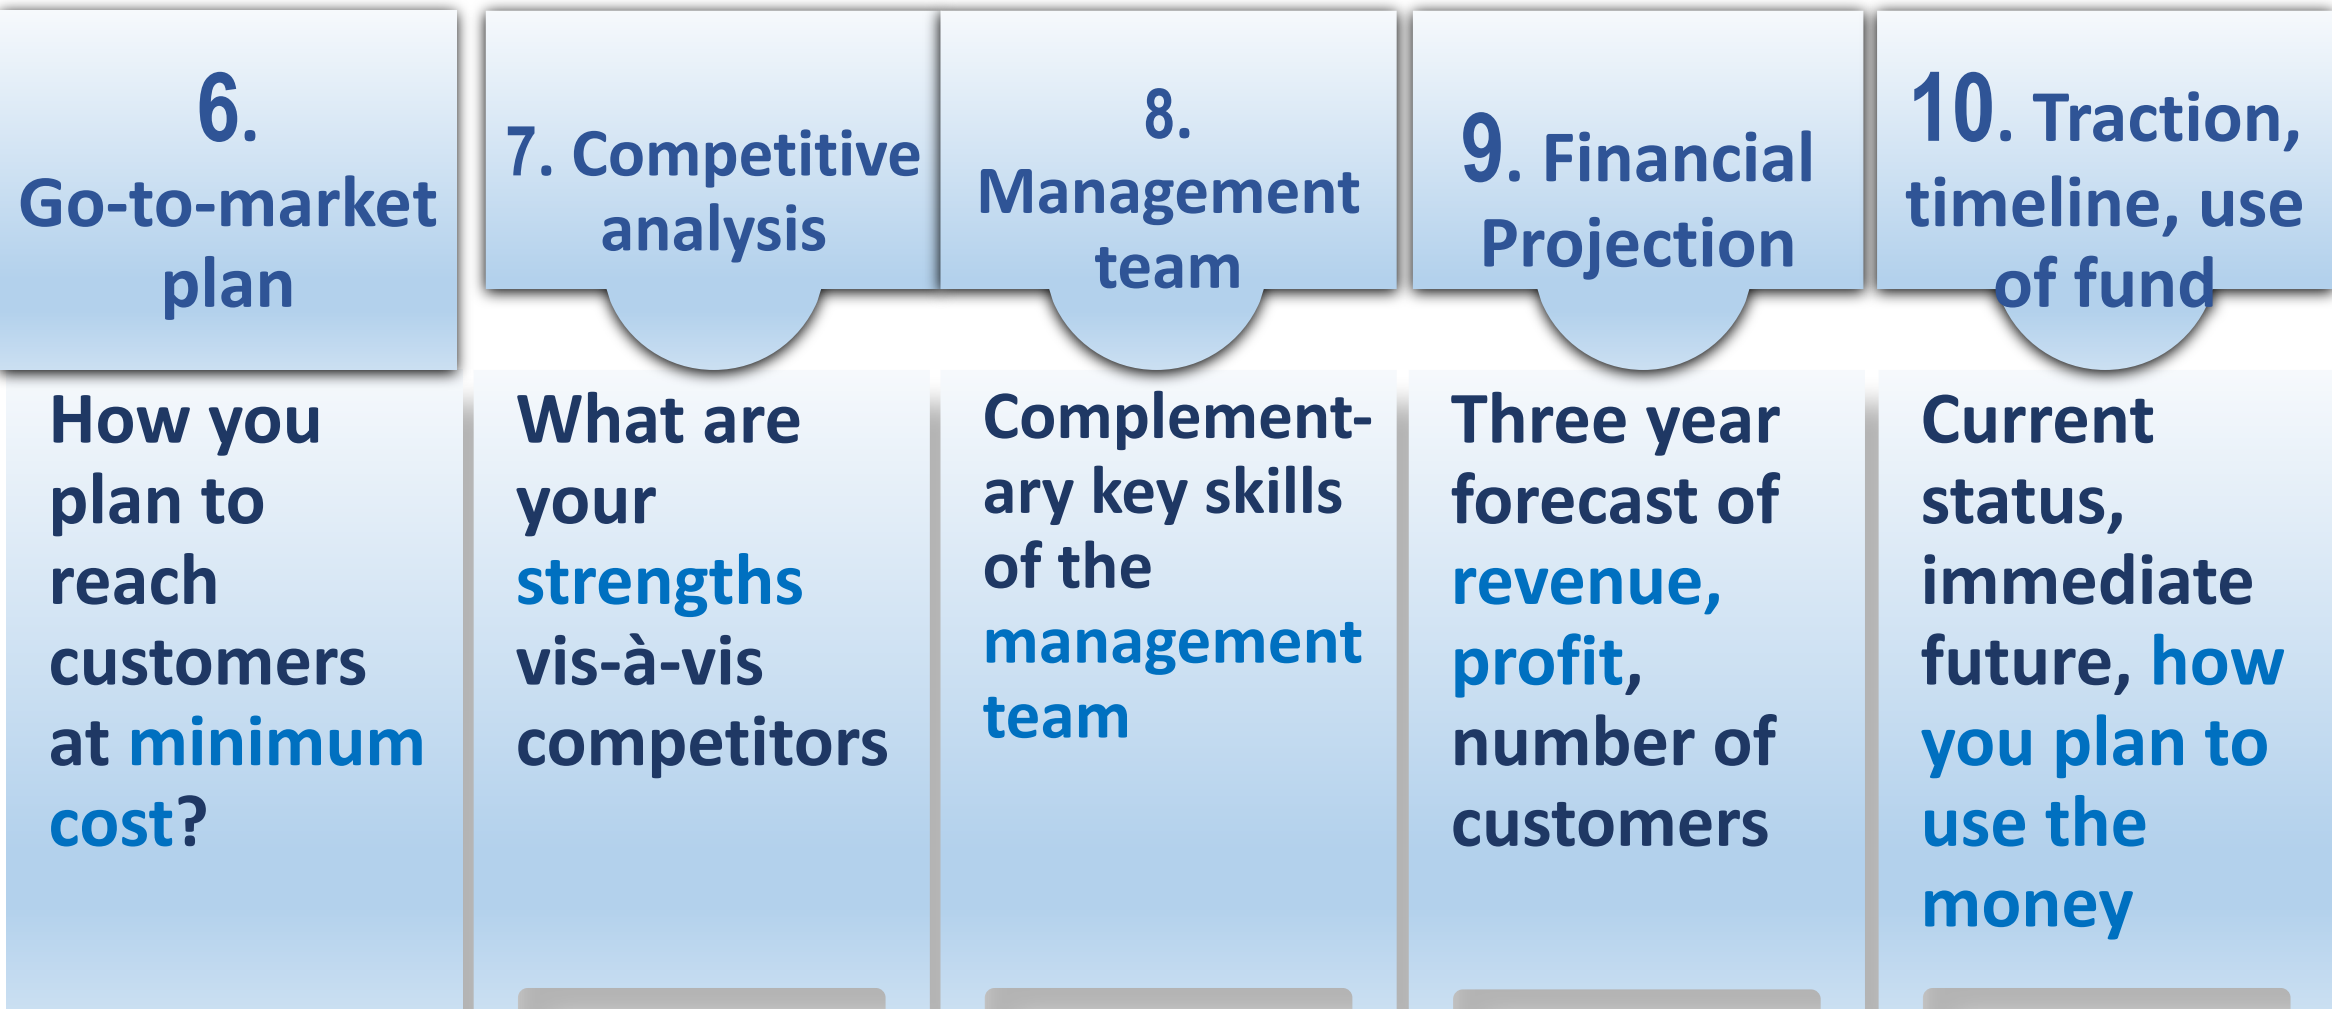 6.
Go-to-market
plan
7. Competitive
analysis
8.
Management
team
9. Financial
Projection
10. Traction,
timeline, use
of fund
How you
plan to
reach
customers
at minimum
cost?
What are
your
strengths
vis-à-vis
competitors
Complement-
ary key skills
of the
management
team
Three year
forecast of
revenue,
profit,
number of
customers
Current
status,
immediate
future, how
you plan to
use the
money